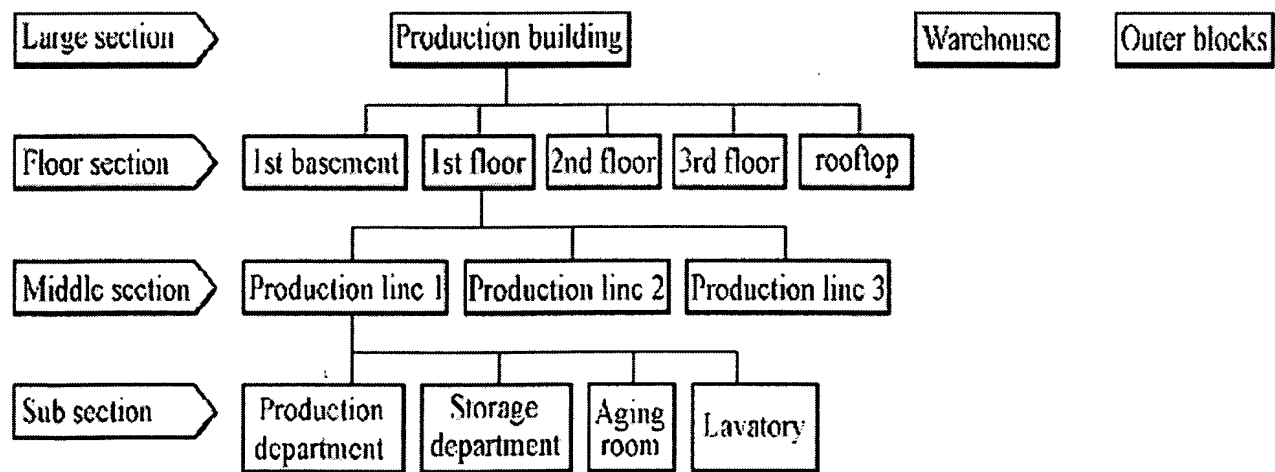 Large section
Production building
Warehouse
Outer blocks
Floor section
1st basement
1st floor
2nd floor
3rd floor
rooftop
Middle section
Production line 1
Production line 2
Production line 3
Sub section
Production
department
Storage
department
Aging
room
Lavatory